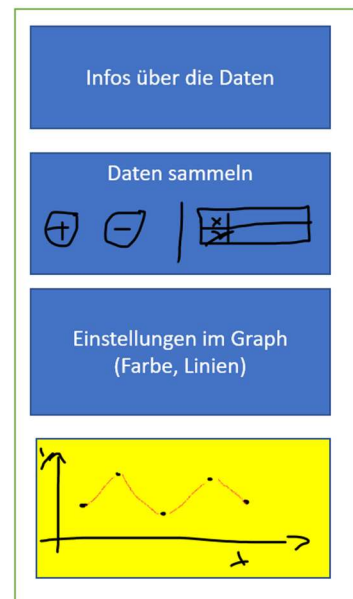 Infos über die Daten
Daten sammeln
+ - | x
y
Einstellungen im Graph
(Farbe, Linien)
y
x